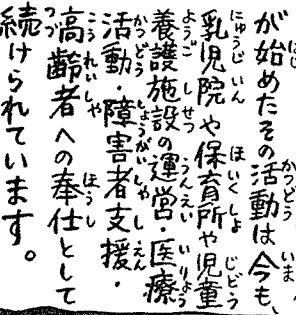 が始めたその活動は今も、
乳児院や保育所や児童
養護施設の運営・医療
活動・障害者支援・
高齢者への奉仕として
続けられています。